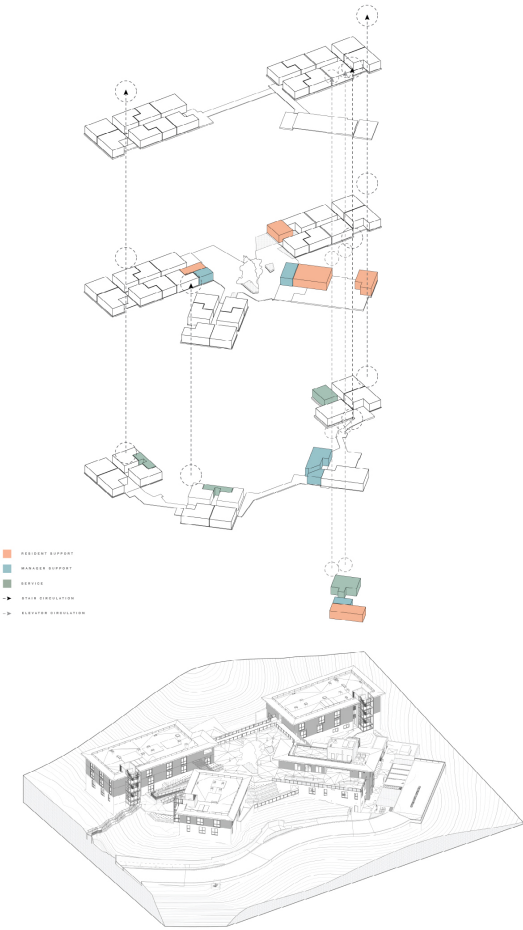 RESIDENT SUPPORT
MANAGER SUPPORT
SERVICE
STAIR CIRCULATION
ELEVATOR CIRCULATION